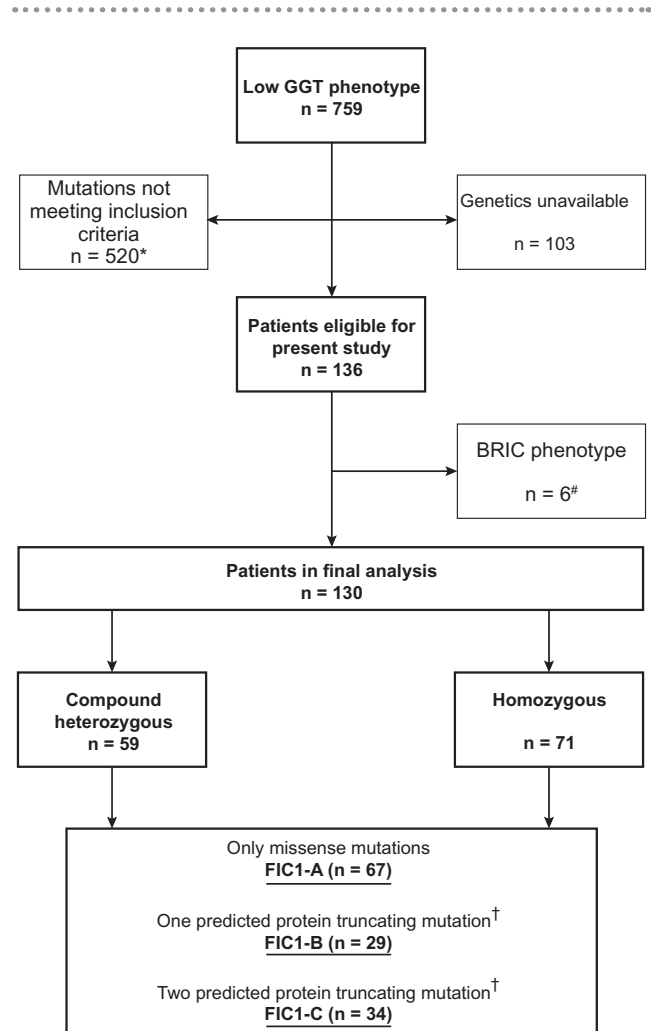 Low GGT phenotype
n = 759
Mutations not
meeting inclusion
criteria
n = 520*
Genetics unavailable
n = 103
Patients eligible for
present study
n = 136
BRIC phenotype
n = 6#
Patients in final analysis
n = 130
Compound
heterozygous
n = 59
Homozygous
n = 71
Only missense mutations
FIC1-A (n = 67)
One predicted protein truncating mutation†
FIC1-B (n = 29)
Two predicted protein truncating mutation†
FIC1-C (n = 34)